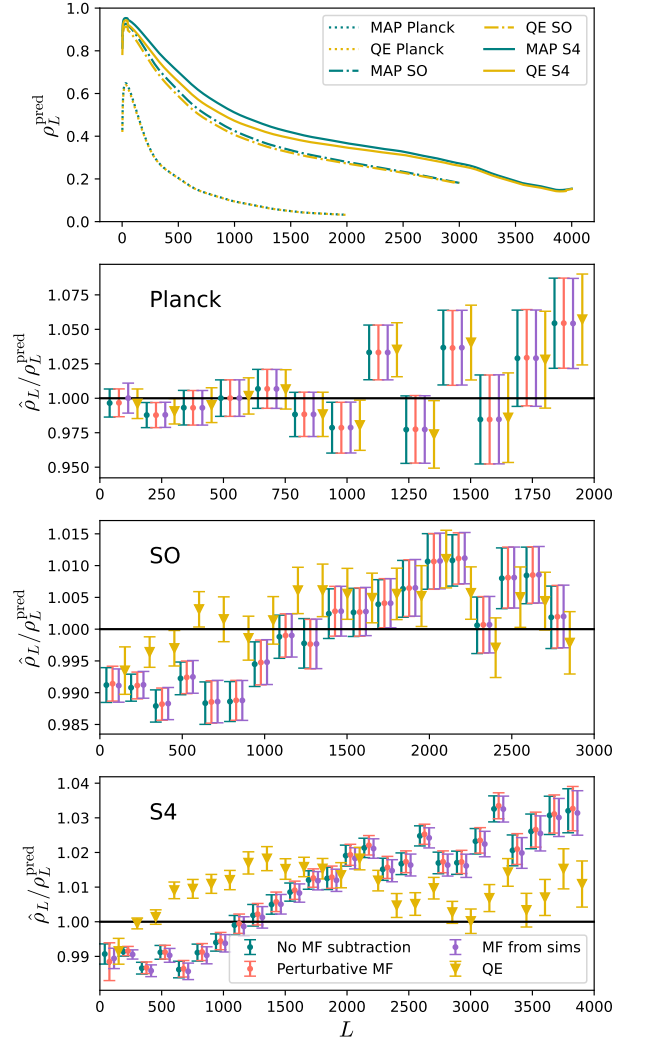 1.0
0.8
0.6
0.4
0.2
0.0
ρ_L^pred
MAP Planck
QE Planck
MAP SO
QE SO
MAP S4
QE S4
0 500 1000 1500 2000 2500 3000 3500 4000
Planck
1.075
1.050
1.025
1.000
0.975
0.950
ρ̂_L/ρ_L^pred
0 250 500 750 1000 1250 1500 1750 2000
SO
1.015
1.010
1.005
1.000
0.995
0.990
0.985
ρ̂_L/ρ_L^pred
0 500 1000 1500 2000 2500 3000
S4
1.04
1.03
1.02
1.01
1.00
0.99
ρ̂_L/ρ_L^pred
No MF subtraction
Perturbative MF
MF from sims
QE
0 500 1000 1500 2000 2500 3000 3500 4000
L